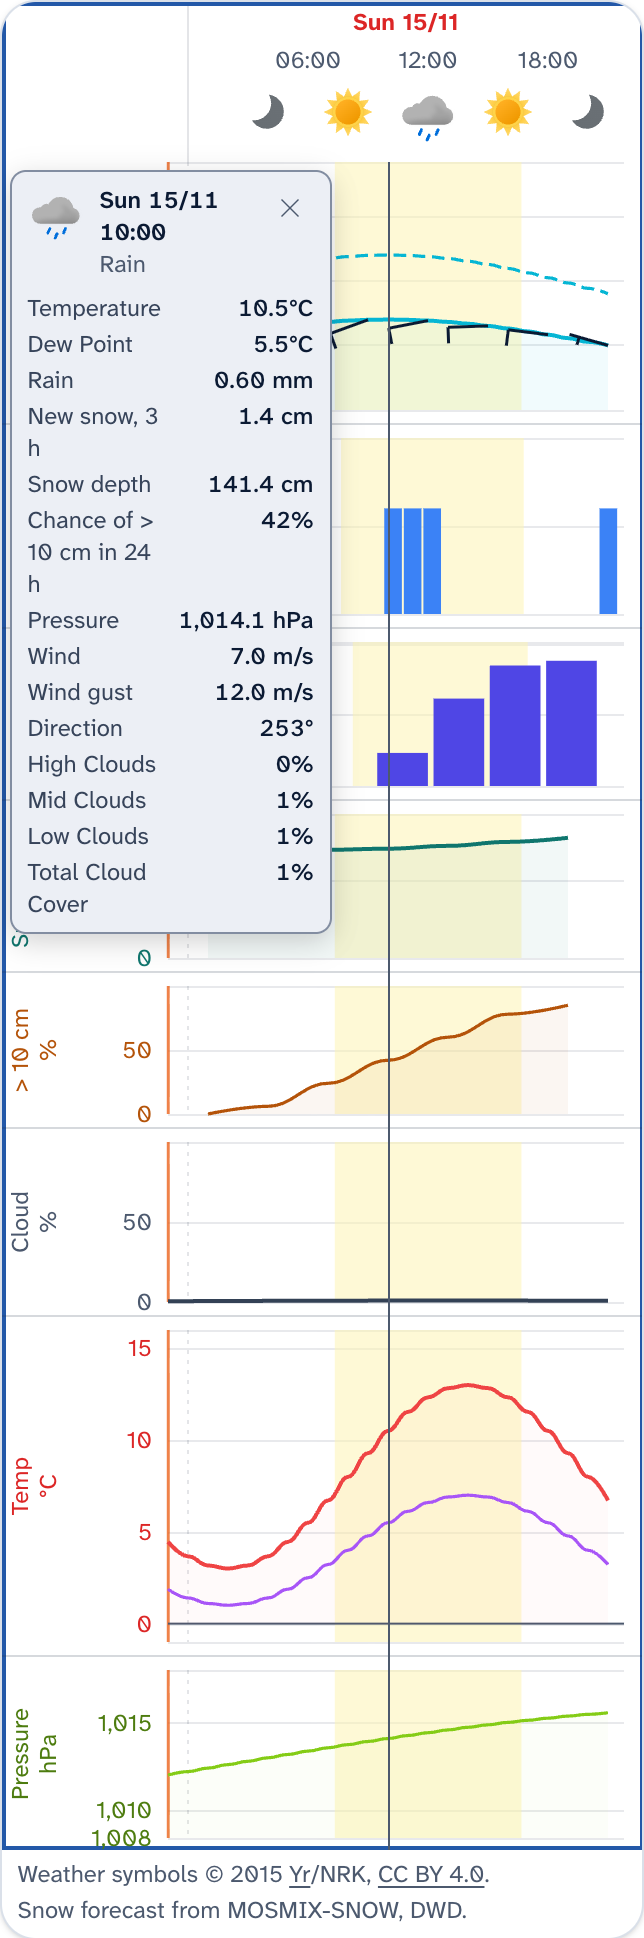 Sun 15/11
06:00 12:00 18:00
Sun 15/11
10:00
Rain
Temperature 10.5°C
Dew Point 5.5°C
Rain 0.60 mm
New snow, 3 h 1.4 cm
Snow depth 141.4 cm
Chance of > 10 cm in 24 h 42%
Pressure 1,014.1 hPa
Wind 7.0 m/s
Wind gust 12.0 m/s
Direction 253°
High Clouds 0%
Mid Clouds 1%
Low Clouds 1%
Total Cloud Cover 1%
0
> 10 cm
%
50
0
Cloud
%
50
0
Temp
°C
15
10
5
0
Pressure
hPa
1,015
1,010
1,008
Weather symbols © 2015 Yr/NRK, CC BY 4.0.
Snow forecast from MOSMIX-SNOW, DWD.